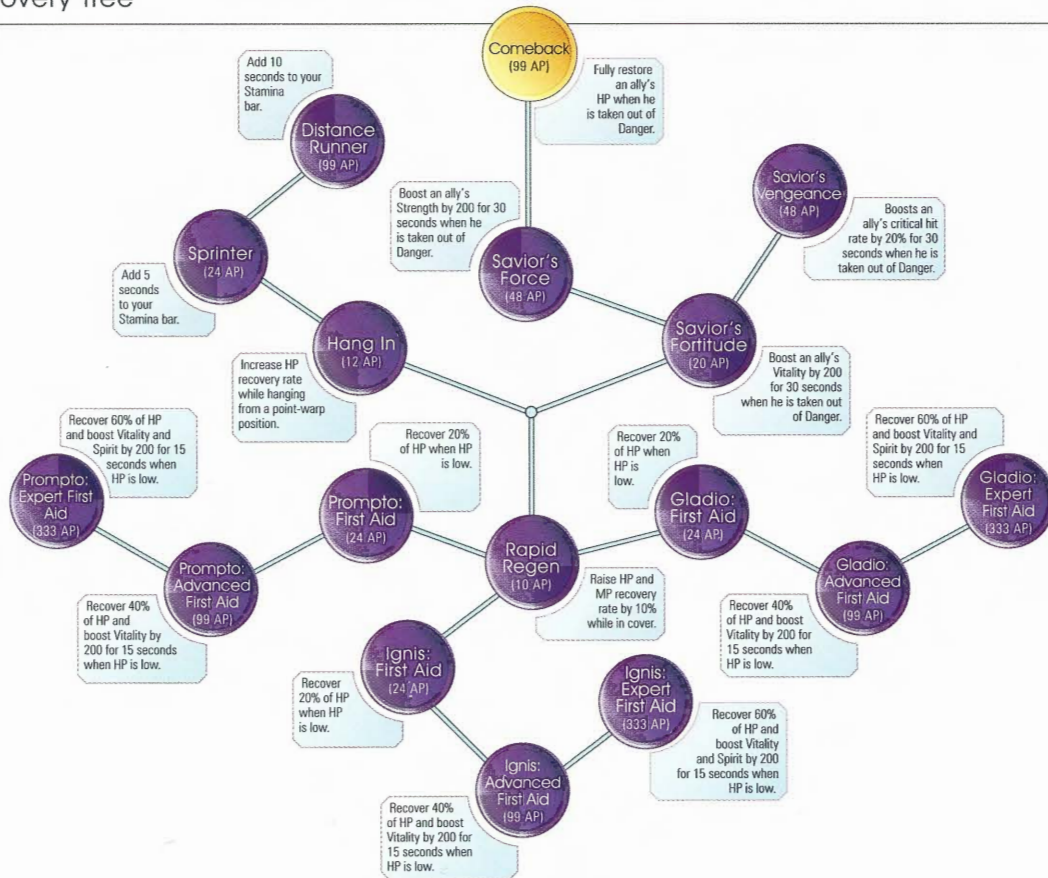 overy tree
Comeback
(99 AP)
Fully restore
an ally's
HP when he
is taken out of
Danger.
Add 10
seconds to your
Stamina
bar.
Distance
Runner
(99 AP)
Savior's
Vengeance
(48 AP)
Boosts an
ally's critical hit
rate by 20% for 30
seconds when he is
taken out of Danger.
Boost an ally's
Strength by 200 for 30
seconds when he
is taken out of
Danger.
Sprinter
(24 AP)
Add 5
seconds
to your
Stamina bar.
Savior's
Force
(48 AP)
Hang In
(12 AP)
Increase HP
recovery rate
while hanging
from a point-warp
position.
Savior's
Fortitude
(20 AP)
Boost an ally's
Vitality by 200
for 30 seconds
when he is taken out
of Danger.
Recover 60% of HP
and boost Vitality and
Spirit by 200 for 15
seconds when
HP is low.
Prompto:
Expert First
Aid
(333 AP)
Recover 20%
of HP when HP
is low.
Prompto:
First Aid
(24 AP)
Recover 20%
of HP when
HP is
low.
Gladio:
First Aid
(24 AP)
Recover 60% of HP
and boost Vitality and
Spirit by 200 for 15
seconds when
HP is low.
Gladio:
Expert
First Aid
(333 AP)
Prompto:
Advanced
First Aid
(99 AP)
Recover 40%
of HP and
boost Vitality by
200 for 15 seconds
when HP is low.
Rapid
Regen
(10 AP)
Raise HP and
MP recovery
rate by 10%
while in cover.
Gladio:
Advanced
First Aid
(99 AP)
Recover 40%
of HP and boost
Vitality by 200 for
15 seconds when
HP is low.
Ignis:
First Aid
(24 AP)
Recover
20% of HP
when HP
is low.
Ignis:
Expert
First Aid
(333 AP)
Recover 60%
of HP and
boost Vitality
and Spirit by 200
for 15 seconds when
HP is low.
Ignis:
Advanced
First Aid
(99 AP)
Recover 40%
of HP and boost
Vitality by 200 for
15 seconds when
HP is low.